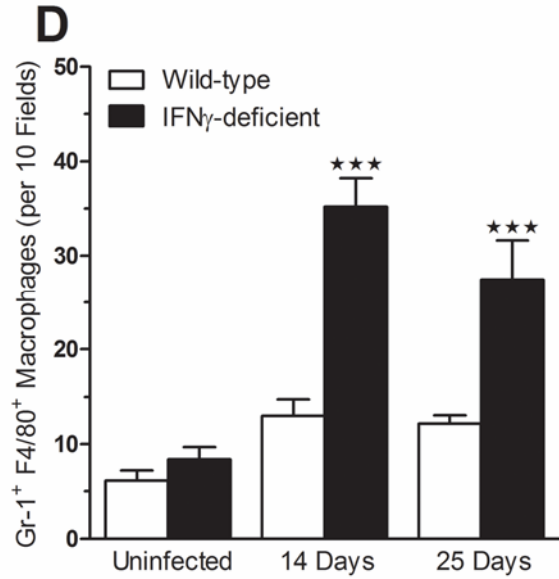 D
Gr-1⁺ F4/80⁺ Macrophages (per 10 Fields)
50
40
30
20
10
0
Wild-type
IFNγ-deficient
★★★
★★★
Uninfected
14 Days
25 Days